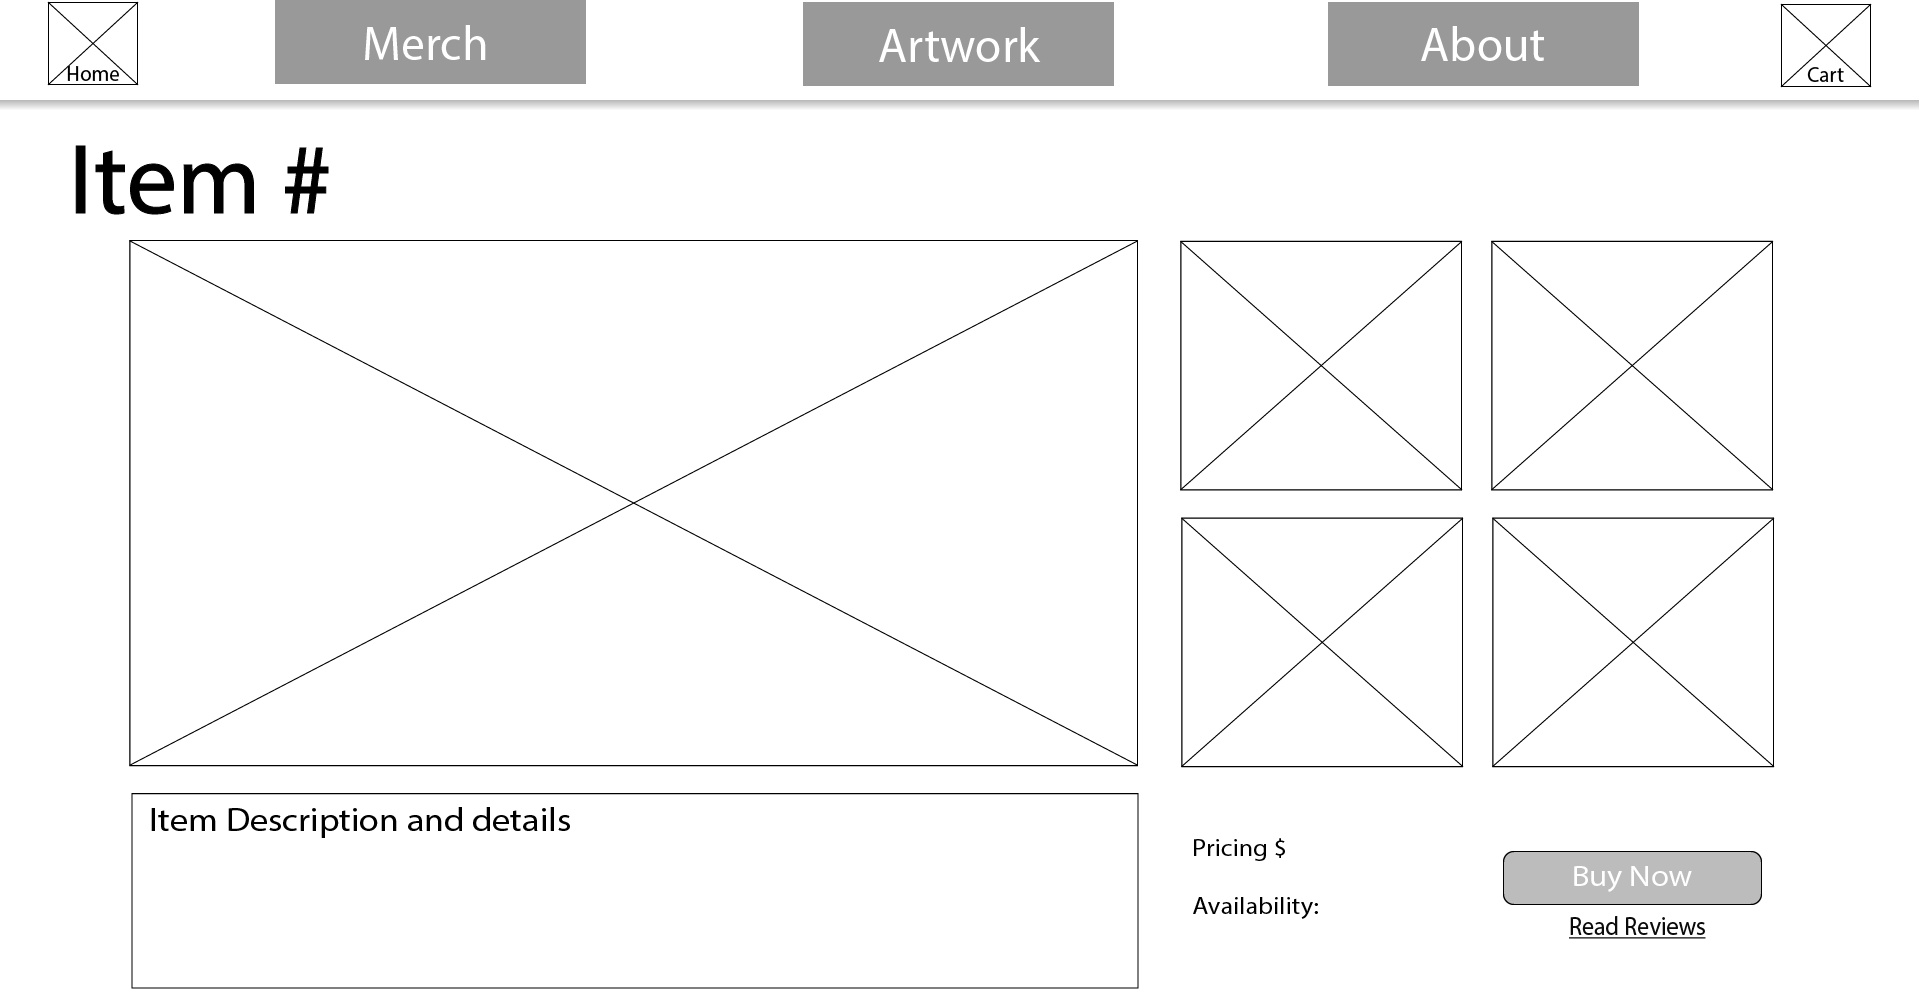 Home
Merch
Artwork
About
Cart
Item #
Item Description and details
Pricing $
Availability:
Buy Now
Read Reviews